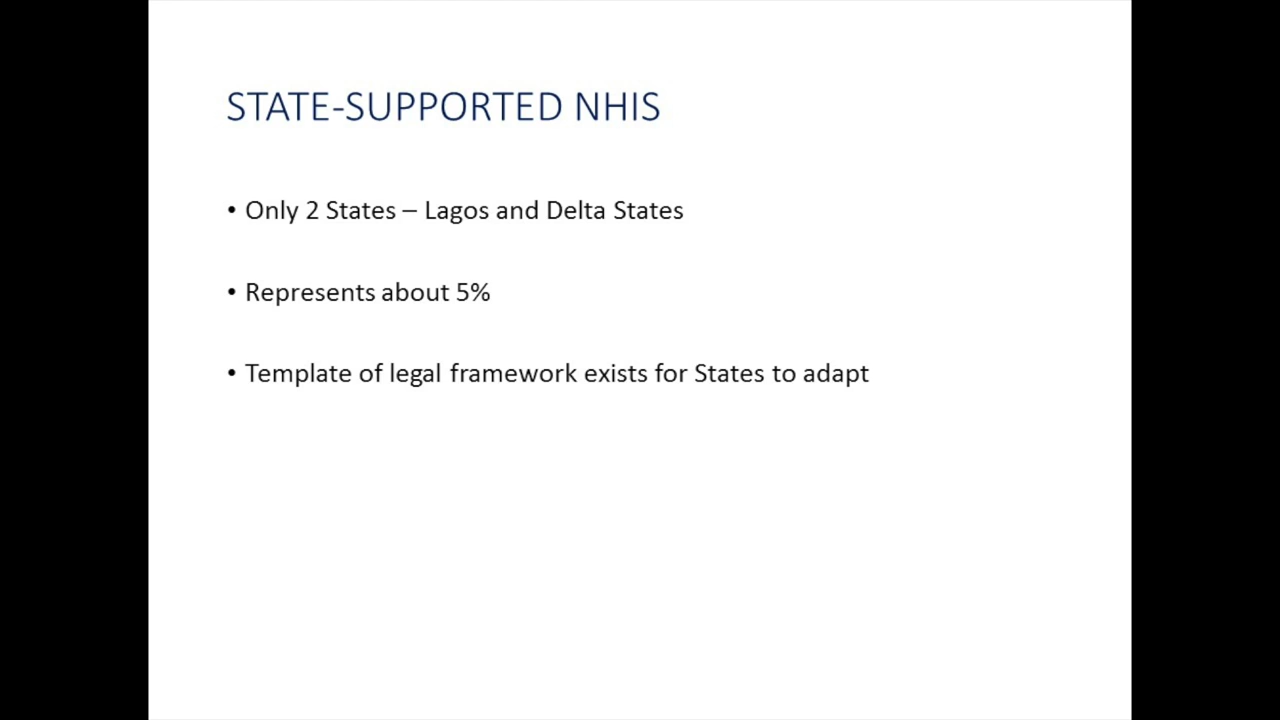 STATE-SUPPORTED NHIS
• Only 2 States – Lagos and Delta States
• Represents about 5%
• Template of legal framework exists for States to adapt